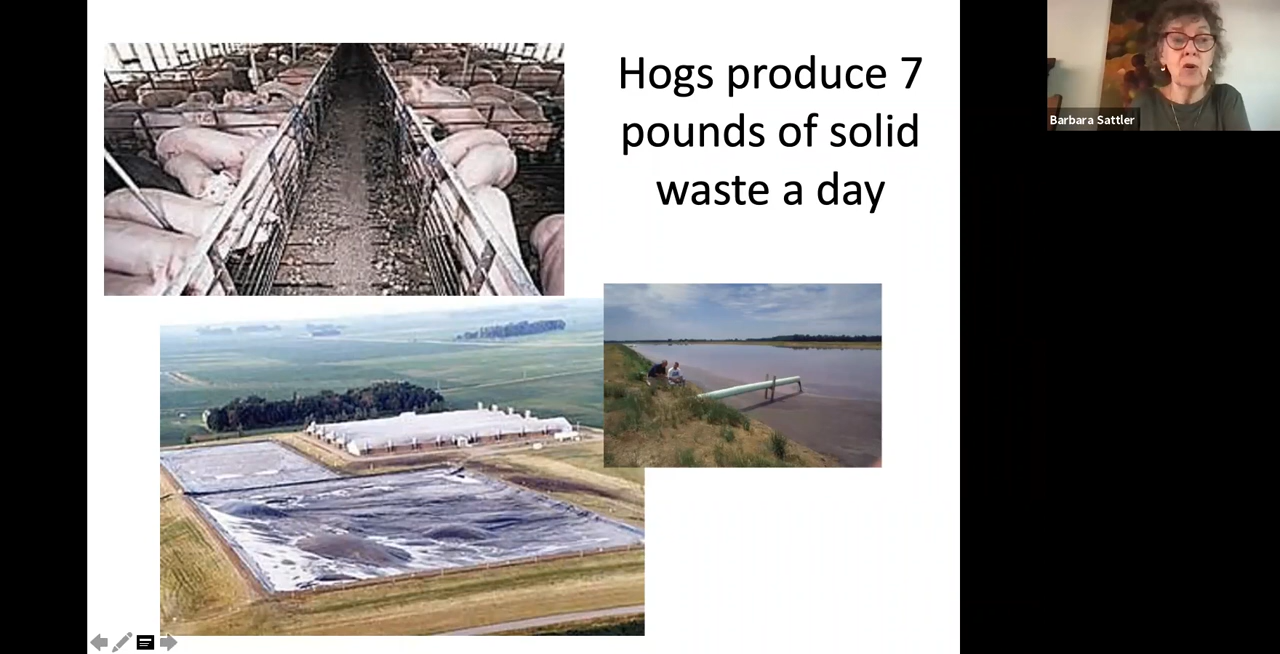 Hogs produce 7
pounds of solid
waste a day
Barbara Sattler